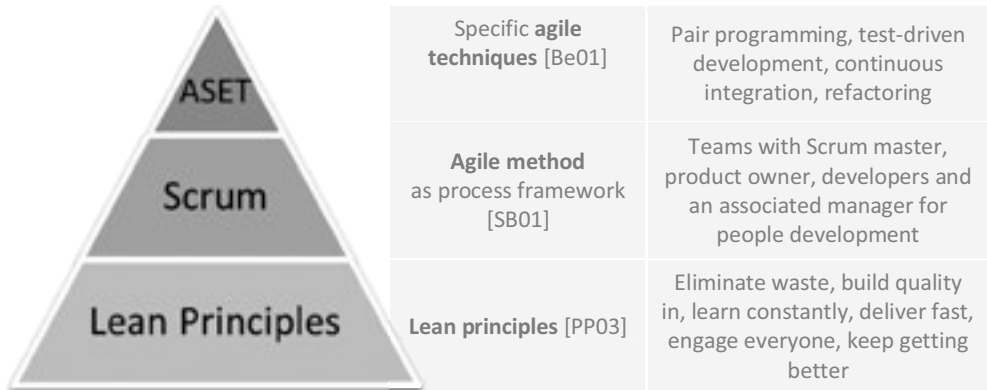 ASET
Specific agile
techniques [Be01]
Pair programming, test-driven
development, continuous
integration, refactoring
Scrum
Agile method
as process framework
[SB01]
Teams with Scrum master,
product owner, developers and
an associated manager for
people development
Lean Principles
Lean principles [PP03]
Eliminate waste, build quality
in, learn constantly, deliver fast,
engage everyone, keep getting
better